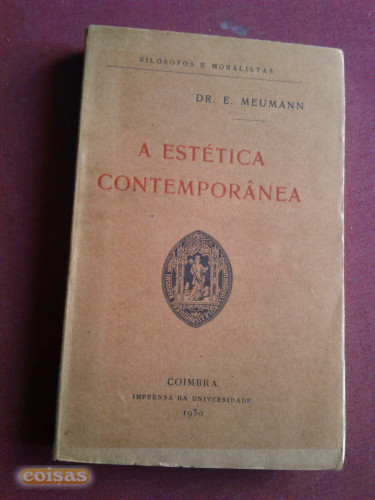 FILÓSOFOS E MORALISTAS
DR. E. MEUMANN
A ESTÉTICA
CONTEMPORÂNEA
COIMBRA
IMPRENSA DA UNIVERSIDADE
1930
coisas